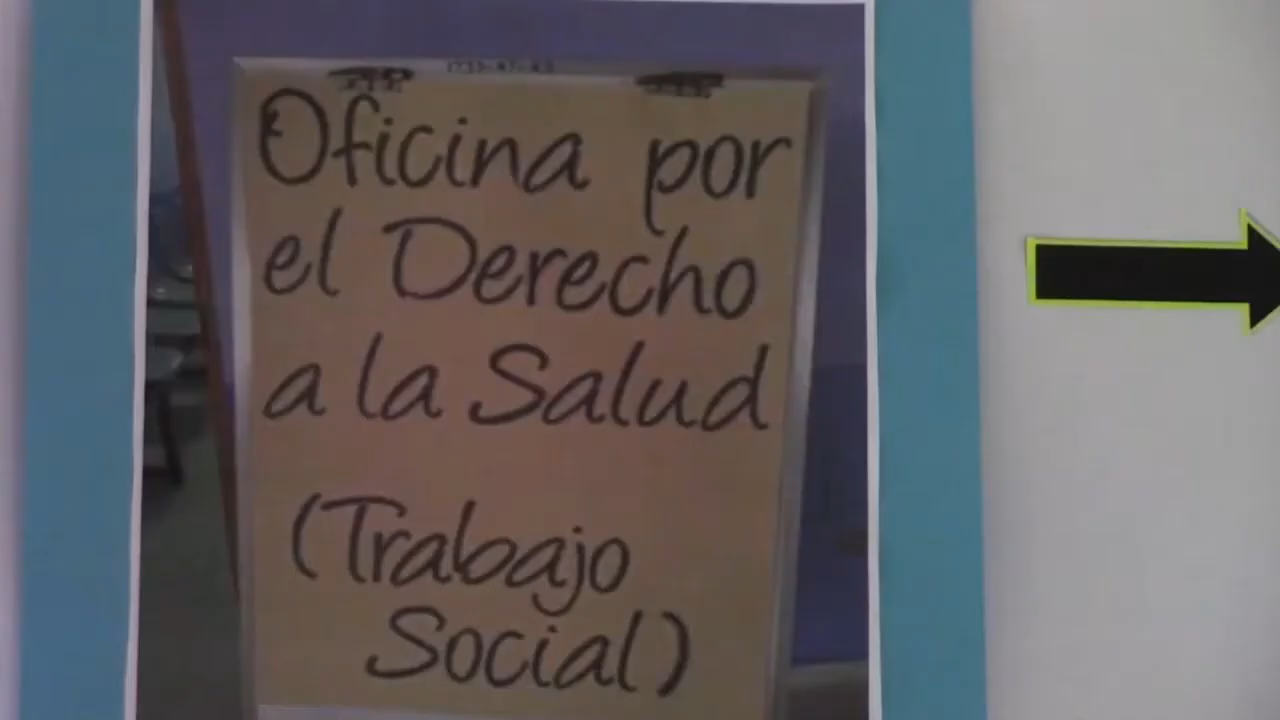 Oficina por
el Derecho
a la Salud
(Trabajo
Social)